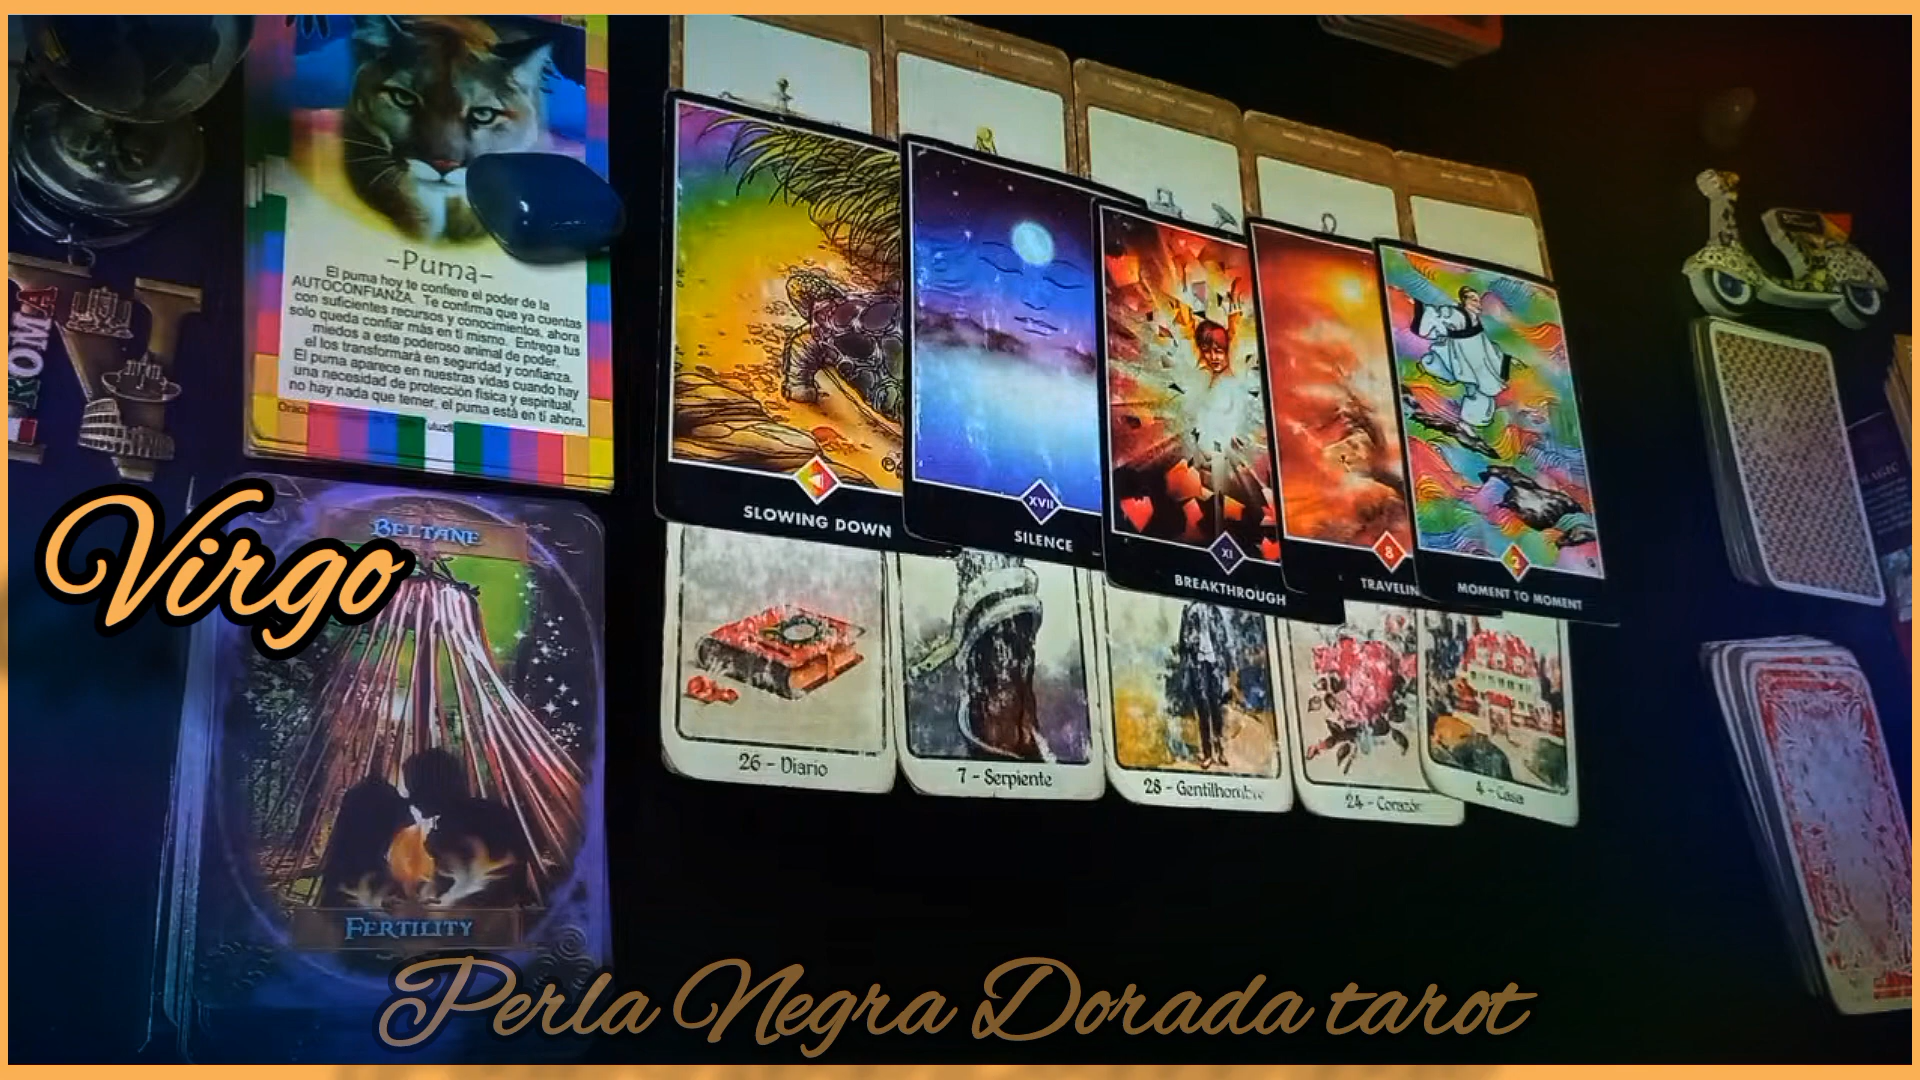 -Puma-
El puma hoy te confiere el poder de la
AUTOCONFIANZA. Te confirma que ya cuentas
con suficientes recursos y conocimientos, ahora
solo queda confiar más en ti mismo. Entrega tus
miedos a este poderoso animal de poder,
el los transformará en seguridad y confianza.
El puma aparece en nuestras vidas cuando hay
una necesidad de protección física y espiritual,
no hay nada que temer, el puma está en ti ahora.
ROMA
Virgo
BELTANE
FERTILITY
SLOWING DOWN
XVII
SILENCE
XI
BREAKTHROUGH
8
TRAVELIN
2
MOMENT TO MOMENT
26 - Diario
7 - Serpiente
28 - Gentilhombre
24 - Corazón
4 - Casa
MAGIC
Perla Negra Dorada tarot